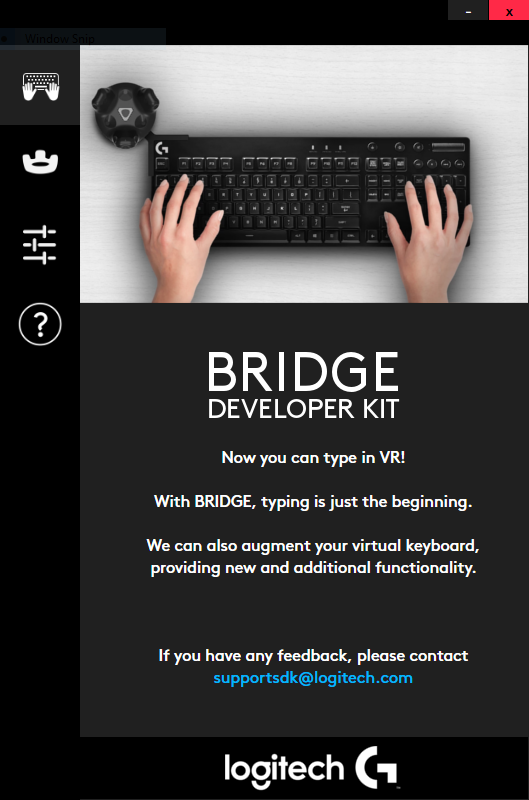 Window Snip
BRIDGE
DEVELOPER KIT
Now you can type in VR!
With BRIDGE, typing is just the beginning.
We can also augment your virtual keyboard,
providing new and additional functionality.
If you have any feedback, please contact
supportsdk@logitech.com
logitech G